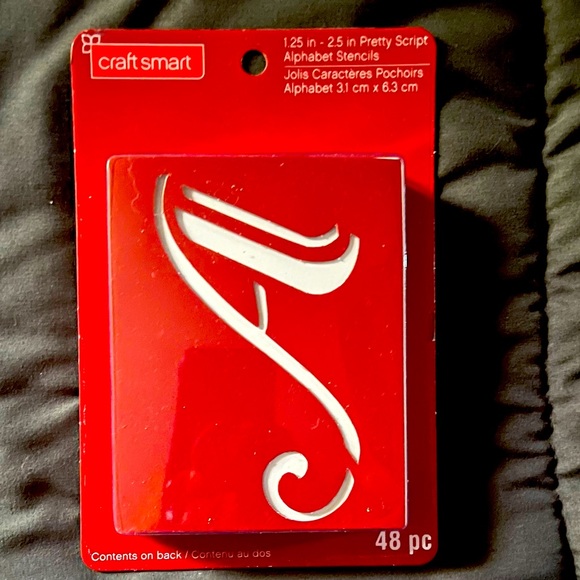 craft smart
1.25 in - 2.5 in Pretty Script
Alphabet Stencils
Jolis Caractères Pochoirs
Alphabet 3.1 cm x 6.3 cm
A
48 pc
Contents on back / Contenu au dos